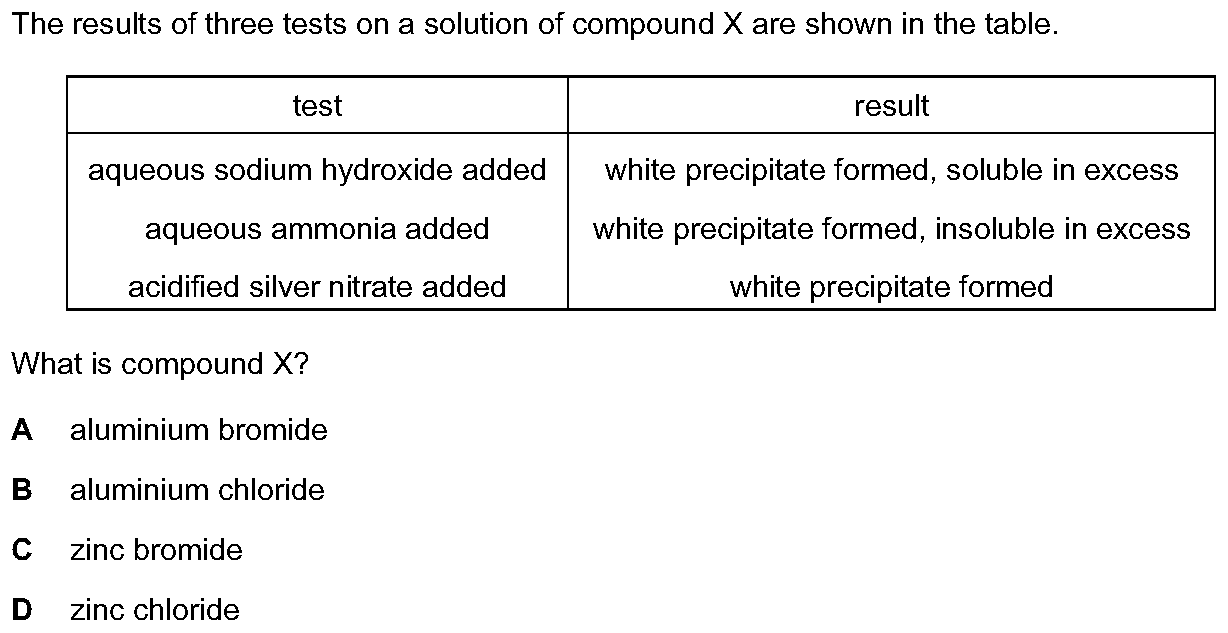 The results of three tests on a solution of compound X are shown in the table.
test result
aqueous sodium hydroxide added white precipitate formed, soluble in excess
aqueous ammonia added white precipitate formed, insoluble in excess
acidified silver nitrate added white precipitate formed
What is compound X?
A aluminium bromide
B aluminium chloride
C zinc bromide
D zinc chloride